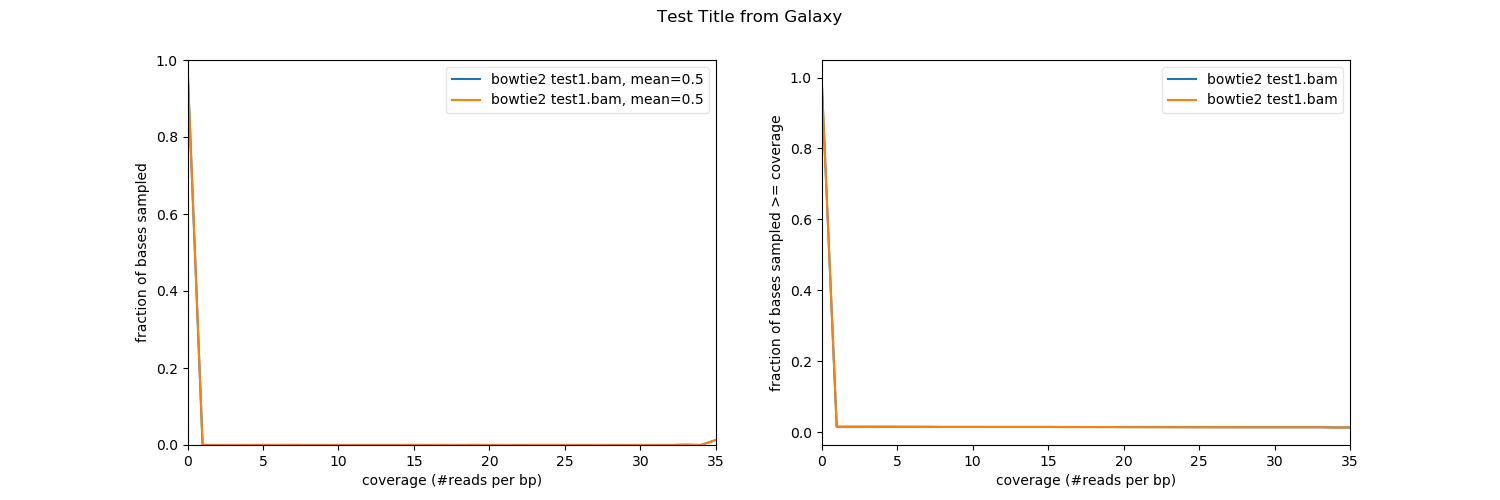 Test Title from Galaxy
fraction of bases sampled
1.0
0.8
0.6
0.4
0.2
0.0
bowtie2 test1.bam, mean=0.5
bowtie2 test1.bam, mean=0.5
0 5 10 15 20 25 30 35
coverage (#reads per bp)
fraction of bases sampled >= coverage
1.0
0.8
0.6
0.4
0.2
0.0
bowtie2 test1.bam
bowtie2 test1.bam
0 5 10 15 20 25 30 35
coverage (#reads per bp)